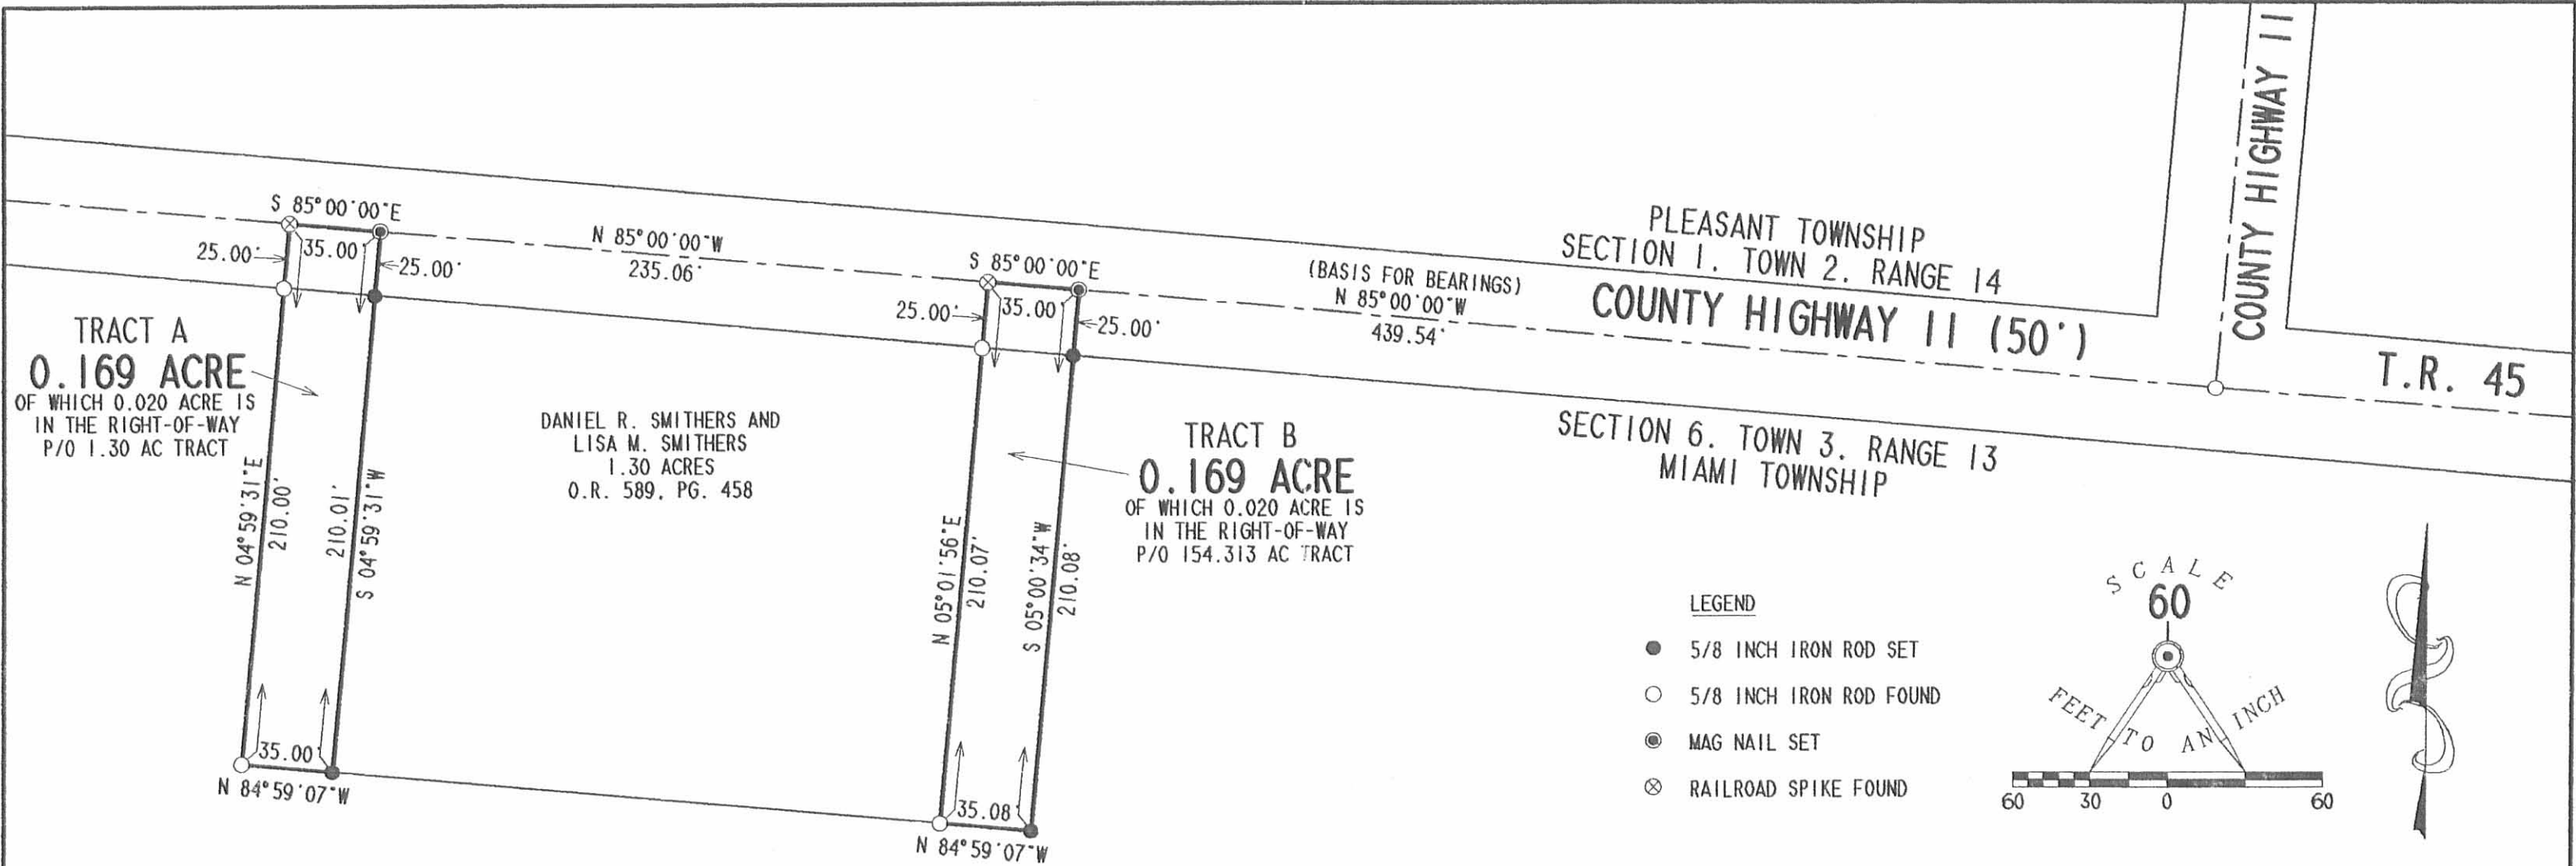 COUNTY HIGHWAY 11
PLEASANT TOWNSHIP
SECTION 1, TOWN 2, RANGE 14
COUNTY HIGHWAY 11 (50')
T.R. 45
SECTION 6, TOWN 3, RANGE 13
MIAMI TOWNSHIP
(BASIS FOR BEARINGS)
N 85°00'00"W
439.54'
S 85°00'00"E
25.00'
35.00'
25.00'
N 85°00'00"W
235.06'
S 85°00'00"E
25.00'
35.00'
25.00'
TRACT A
0.169 ACRE
OF WHICH 0.020 ACRE IS
IN THE RIGHT-OF-WAY
P/O 1.30 AC TRACT
N 04°59'31"E
210.00'
210.01'
S 04°59'31"W
35.00'
N 84°59'07"W
DANIEL R. SMITHERS AND
LISA M. SMITHERS
1.30 ACRES
O.R. 589, PG. 458
TRACT B
0.169 ACRE
OF WHICH 0.020 ACRE IS
IN THE RIGHT-OF-WAY
P/O 154.313 AC TRACT
N 05°01'56"E
210.07'
S 05°00'34"W
210.08'
35.08'
N 84°59'07"W
LEGEND
5/8 INCH IRON ROD SET
5/8 INCH IRON ROD FOUND
MAG NAIL SET
RAILROAD SPIKE FOUND
SCALE
60
FEET TO AN INCH
60 30 0 60